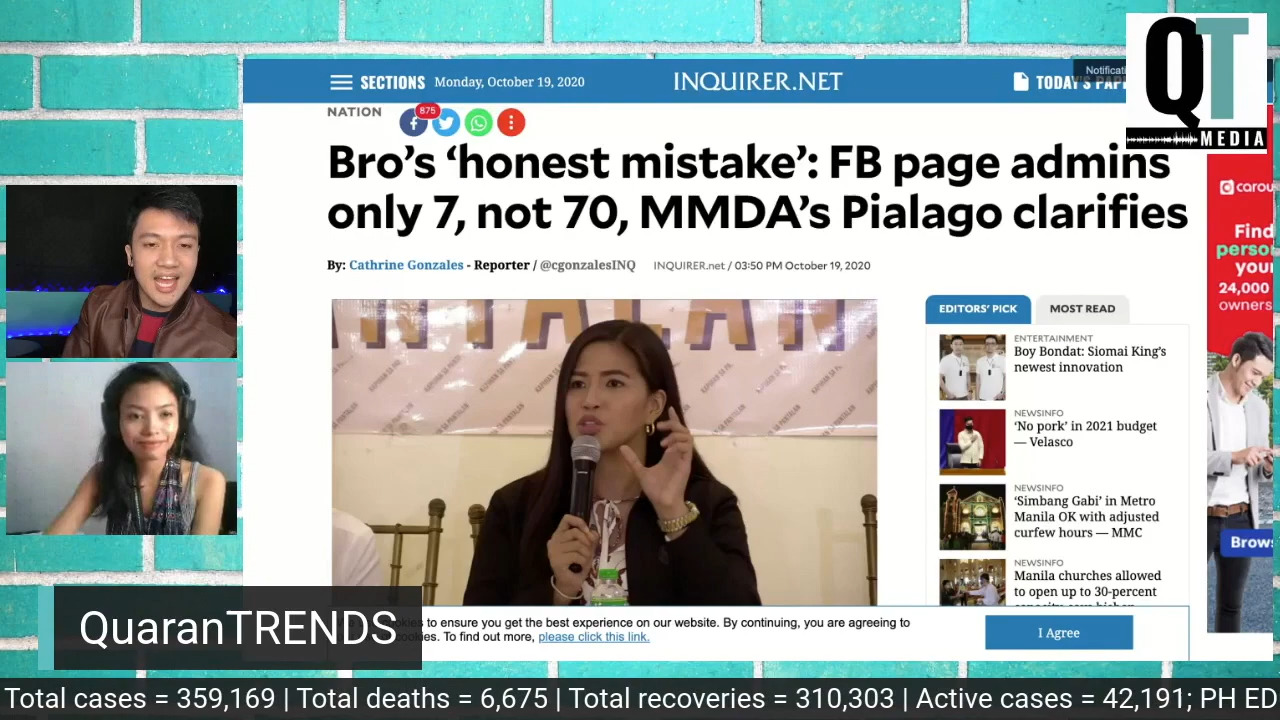 SECTIONS Monday, October 19, 2020 INQUIRER.NET TODAY'S
Notificati
QT
MEDIA
NATION
875
Bro's 'honest mistake': FB page admins
only 7, not 70, MMDA's Pialago clarifies
By: Cathrine Gonzales - Reporter / @cgonzalesINQ INQUIRER.net / 03:50 PM October 19, 2020
EDITORS' PICK MOST READ
ENTERTAINMENT
Boy Bondat: Siomai King's
newest innovation
NEWSINFO
'No pork' in 2021 budget
— Velasco
NEWSINFO
'Simbang Gabi' in Metro
Manila OK with adjusted
curfew hours — MMC
NEWSINFO
Manila churches allowed
to open up to 30-percent
carou
Find
person
your
24,000
owners
Brows
to ensure you get the best experience on our website. By continuing, you are agreeing to
To find out more, please click this link.
I Agree
QuaranTRENDS
Total cases = 359,169 | Total deaths = 6,675 | Total recoveries = 310,303 | Active cases = 42,191; PH ED